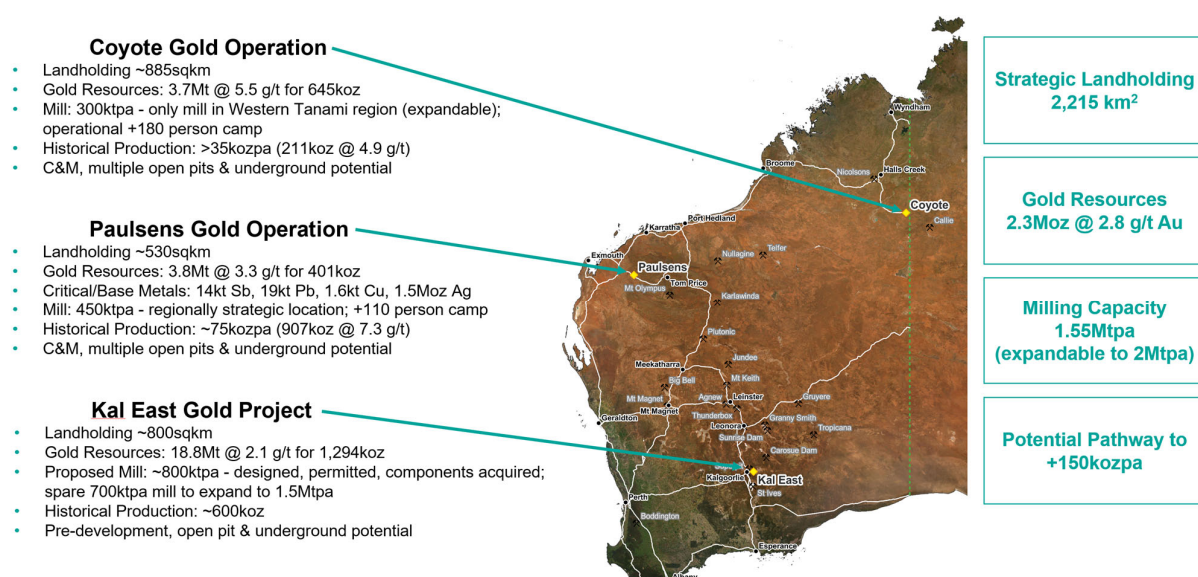 Coyote Gold Operation
• Landholding ~885sqkm
• Gold Resources: 3.7Mt @ 5.5 g/t for 645koz
• Mill: 300ktpa - only mill in Western Tanami region (expandable);
operational +180 person camp
• Historical Production: >35kozpa (211koz @ 4.9 g/t)
• C&M, multiple open pits & underground potential
Paulsens Gold Operation
• Landholding ~530sqkm
• Gold Resources: 3.8Mt @ 3.3 g/t for 401koz
• Critical/Base Metals: 14kt Sb, 19kt Pb, 1.6kt Cu, 1.5Moz Ag
• Mill: 450ktpa - regionally strategic location; +110 person camp
• Historical Production: ~75kozpa (907koz @ 7.3 g/t)
• C&M, multiple open pits & underground potential
Kal East Gold Project
• Landholding ~800sqkm
• Gold Resources: 18.8Mt @ 2.1 g/t for 1,294koz
• Proposed Mill: ~800ktpa - designed, permitted, components acquired;
spare 700ktpa mill to expand to 1.5Mtpa
• Historical Production: ~600koz
• Pre-development, open pit & underground potential
Wyndham
Broome
Nicolsons
Halls Creek
Coyote
Callie
Port Hedland
Karratha
Exmouth
Nullagine
Telfer
Paulsens
Tom Price
Mt Olympus
Karlawinda
Plutonic
Jundee
Meekatharra
Big Bell
Mt Keith
Mt Magnet
Agnew
Leinster
Gruyere
Mt Magnet
Thunderbox
Geraldton
Granny Smith
Leonora
Sunrise Dam
Tropicana
Carosue Dam
Kalgoorlie
Kal East
St Ives
Perth
Boddington
Esperance
Albany
Strategic Landholding
2,215 km²
Gold Resources
2.3Moz @ 2.8 g/t Au
Milling Capacity
1.55Mtpa
(expandable to 2Mtpa)
Potential Pathway to
+150kozpa